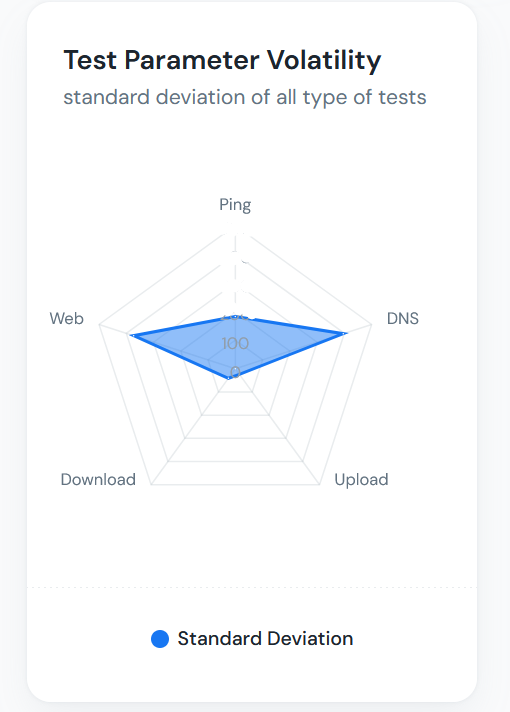 Test Parameter Volatility
standard deviation of all type of tests
Ping
Web
DNS
100
0
Download
Upload
Standard Deviation